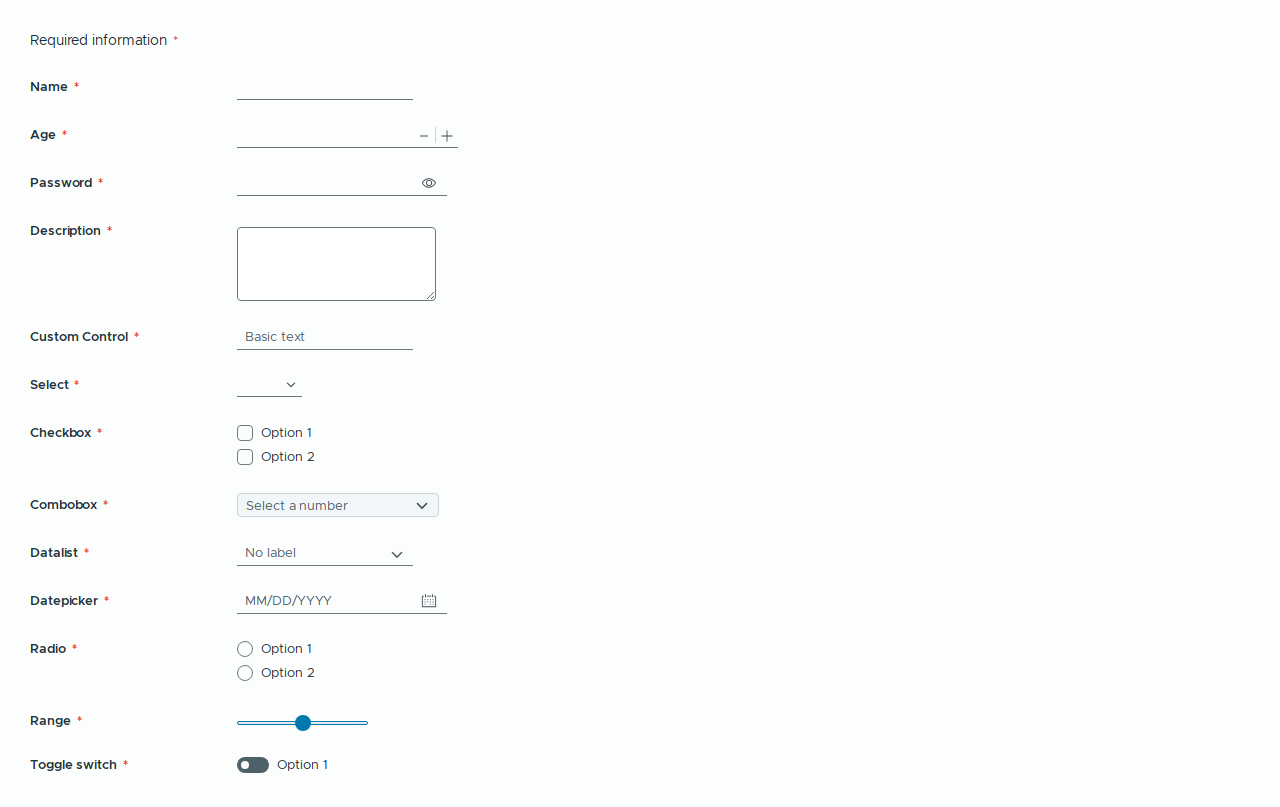 Required information *
Name *
Age *
Password *
Description *
Custom Control * Basic text
Select *
Checkbox * Option 1
Option 2
Combobox * Select a number
Datalist * No label
Datepicker * MM/DD/YYYY
Radio * Option 1
Option 2
Range *
Toggle switch * Option 1